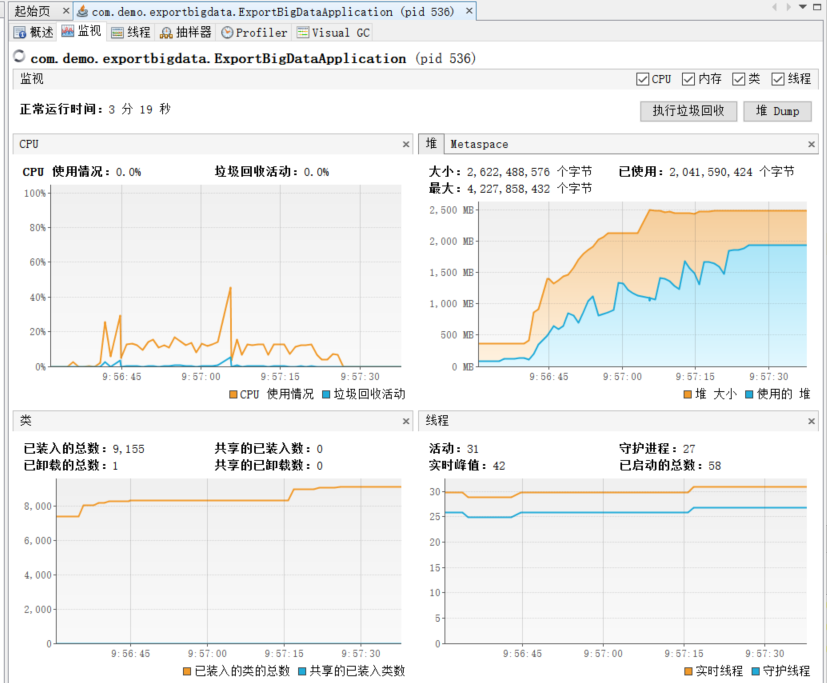 起始页 × com.demo.exportbigdata.ExportBigDataApplication (pid 536) ×
概述 监视 线程 抽样器 Profiler Visual GC
com.demo.exportbigdata.ExportBigDataApplication (pid 536)
监视 CPU 内存 类 线程
正常运行时间: 3 分 19 秒 执行垃圾回收 堆 Dump
CPU ×
CPU 使用情况: 0.0% 垃圾回收活动: 0.0%
100%
80%
60%
40%
20%
0%
9:56:45 9:57:00 9:57:15 9:57:30
CPU 使用情况 垃圾回收活动
堆 Metaspace ×
大小: 2,622,488,576 个字节 已使用: 2,041,590,424 个字节
最大: 4,227,858,432 个字节
2,500 MB
2,000 MB
1,500 MB
1,000 MB
500 MB
0 MB
9:56:45 9:57:00 9:57:15 9:57:30
堆 大小 使用的 堆
类 ×
已装入的总数: 9,155 共享的已装入数: 0
已卸载的总数: 1 共享的已卸载数: 0
8,000
6,000
4,000
2,000
0
9:56:45 9:57:00 9:57:15 9:57:30
已装入的类的总数 共享的已装入类数
线程 ×
活动: 31 守护进程: 27
实时峰值: 42 已启动的总数: 58
30
25
20
15
10
5
0
9:56:45 9:57:00 9:57:15 9:57:30
实时线程 守护线程